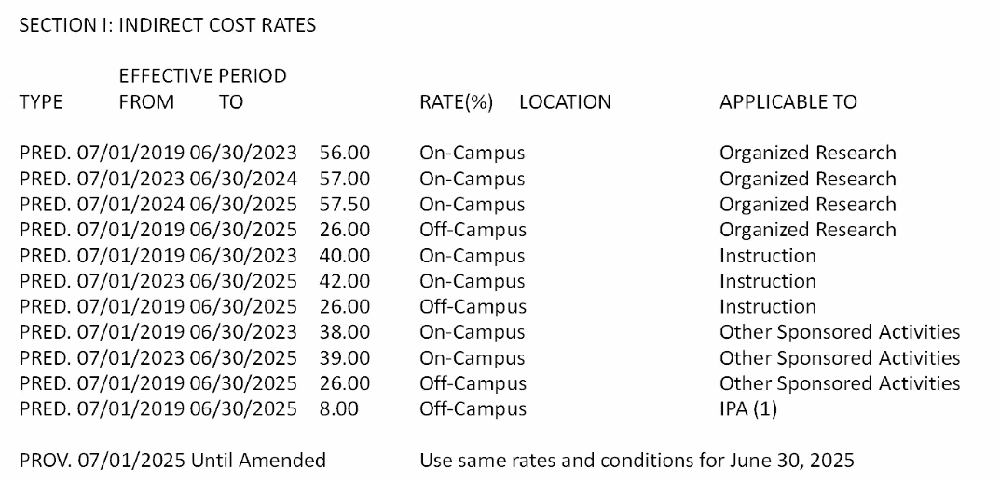 SECTION I: INDIRECT COST RATES
EFFECTIVE PERIOD
TYPE FROM TO RATE(%) LOCATION APPLICABLE TO
PRED. 07/01/2019 06/30/2023 56.00 On-Campus Organized Research
PRED. 07/01/2023 06/30/2024 57.00 On-Campus Organized Research
PRED. 07/01/2024 06/30/2025 57.50 On-Campus Organized Research
PRED. 07/01/2019 06/30/2025 26.00 Off-Campus Organized Research
PRED. 07/01/2019 06/30/2023 40.00 On-Campus Instruction
PRED. 07/01/2023 06/30/2025 42.00 On-Campus Instruction
PRED. 07/01/2019 06/30/2025 26.00 Off-Campus Instruction
PRED. 07/01/2019 06/30/2023 38.00 On-Campus Other Sponsored Activities
PRED. 07/01/2023 06/30/2025 39.00 On-Campus Other Sponsored Activities
PRED. 07/01/2019 06/30/2025 26.00 Off-Campus Other Sponsored Activities
PRED. 07/01/2019 06/30/2025 8.00 Off-Campus IPA (1)
PROV. 07/01/2025 Until Amended Use same rates and conditions for June 30, 2025